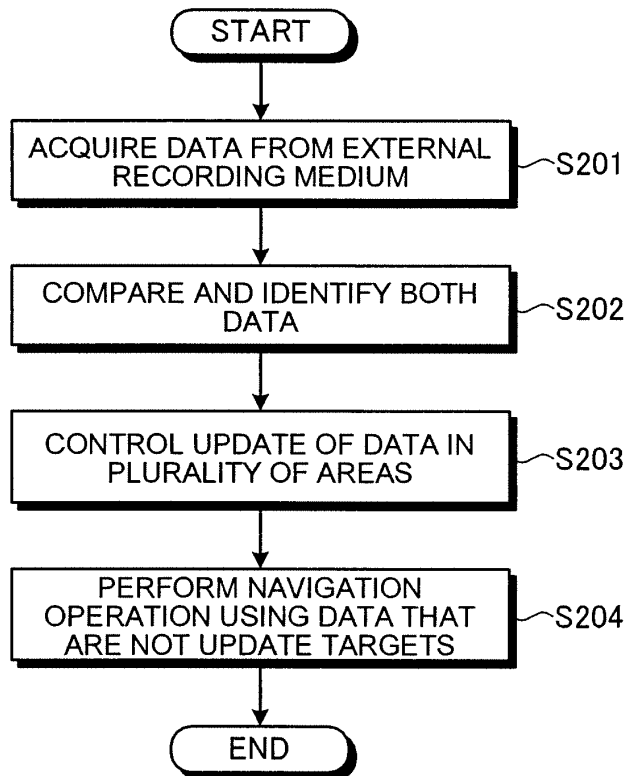 START
ACQUIRE DATA FROM EXTERNAL
RECORDING MEDIUM
S201
COMPARE AND IDENTIFY BOTH
DATA
S202
CONTROL UPDATE OF DATA IN
PLURALITY OF AREAS
S203
PERFORM NAVIGATION
OPERATION USING DATA THAT
ARE NOT UPDATE TARGETS
S204
END